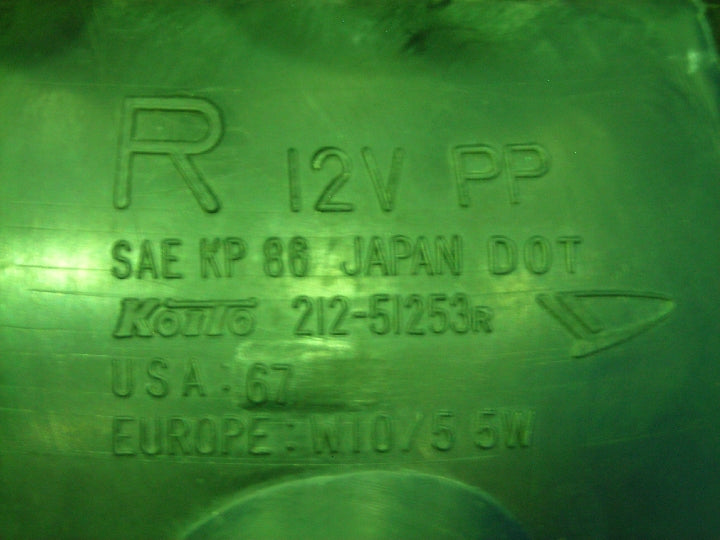 R 12V PP
SAE KP 86 JAPAN DOT
KOITO 212-51253R
USA: 67
EUROPE: W10/5 5W